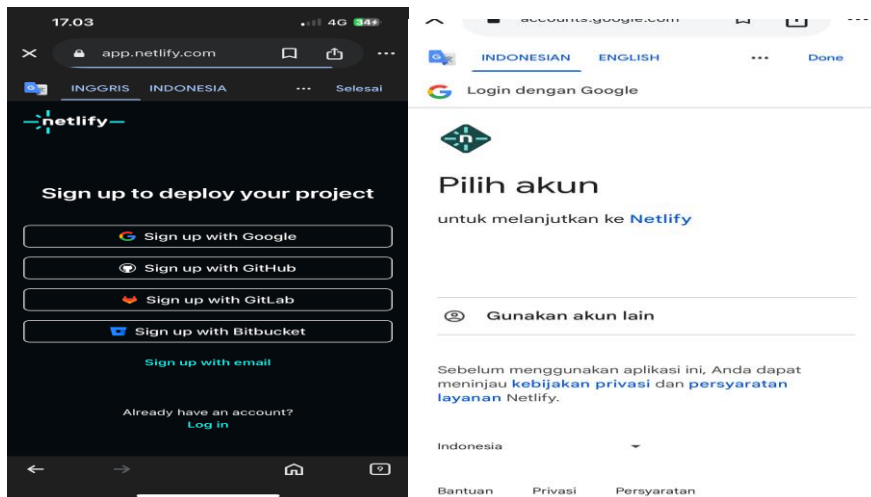 17.03
4G 34
app.netlify.com
INGGRIS INDONESIA ... Selesai
netlify
Sign up to deploy your project
Sign up with Google
Sign up with GitHub
Sign up with GitLab
Sign up with Bitbucket
Sign up with email
Already have an account?
Log in
9
accounts.google.com
INDONESIAN ENGLISH ... Done
G Login dengan Google
n
Pilih akun
untuk melanjutkan ke Netlify
Gunakan akun lain
Sebelum menggunakan aplikasi ini, Anda dapat
meninjau kebijakan privasi dan persyaratan
layanan Netlify.
Indonesia
Bantuan Privasi Persyaratan